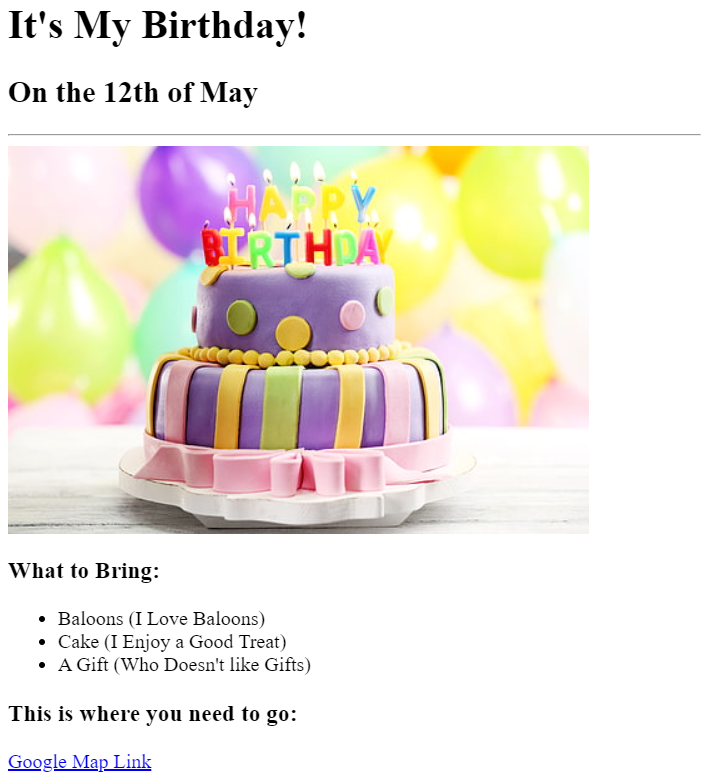 It's My Birthday!
On the 12th of May
HAPPY
BIRTHDAY
What to Bring:
Baloons (I Love Baloons)
Cake (I Enjoy a Good Treat)
A Gift (Who Doesn't like Gifts)
This is where you need to go:
Google Map Link